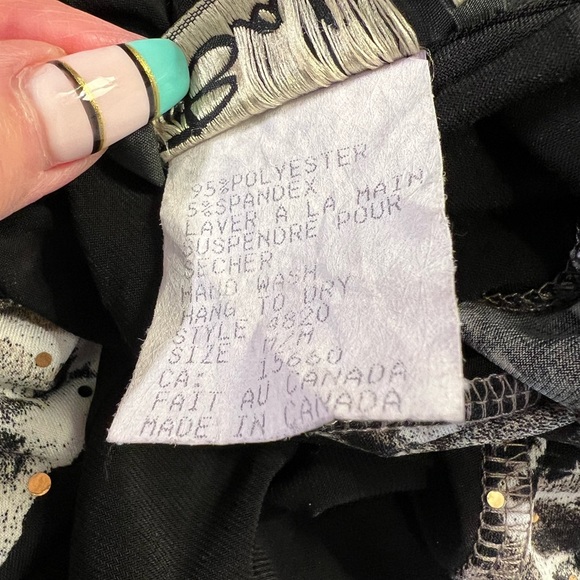 95%POLYESTER
5%SPANDEX
LAVER A LA MAIN
SUSPENDRE POUR
SECHER
HAND WASH
HANG TO DRY
STYLE 4820
SIZE M/M
CA: 15660
FAIT AU CANADA
MADE IN CANADA